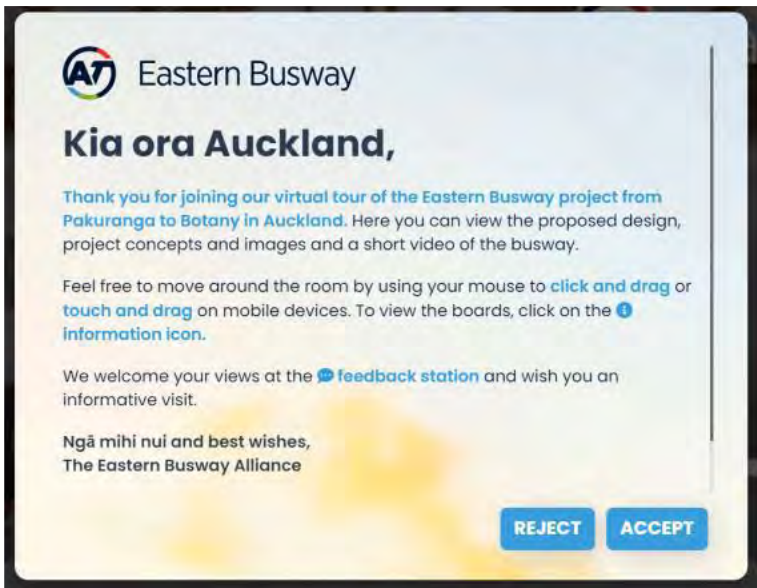 AT Eastern Busway
Kia ora Auckland,
Thank you for joining our virtual tour of the Eastern Busway project from
Pakuranga to Botany in Auckland. Here you can view the proposed design,
project concepts and images and a short video of the busway.
Feel free to move around the room by using your mouse to click and drag or
touch and drag on mobile devices. To view the boards, click on the
information icon.
We welcome your views at the feedback station and wish you an
informative visit.
Ngā mihi nui and best wishes,
The Eastern Busway Alliance
REJECT ACCEPT